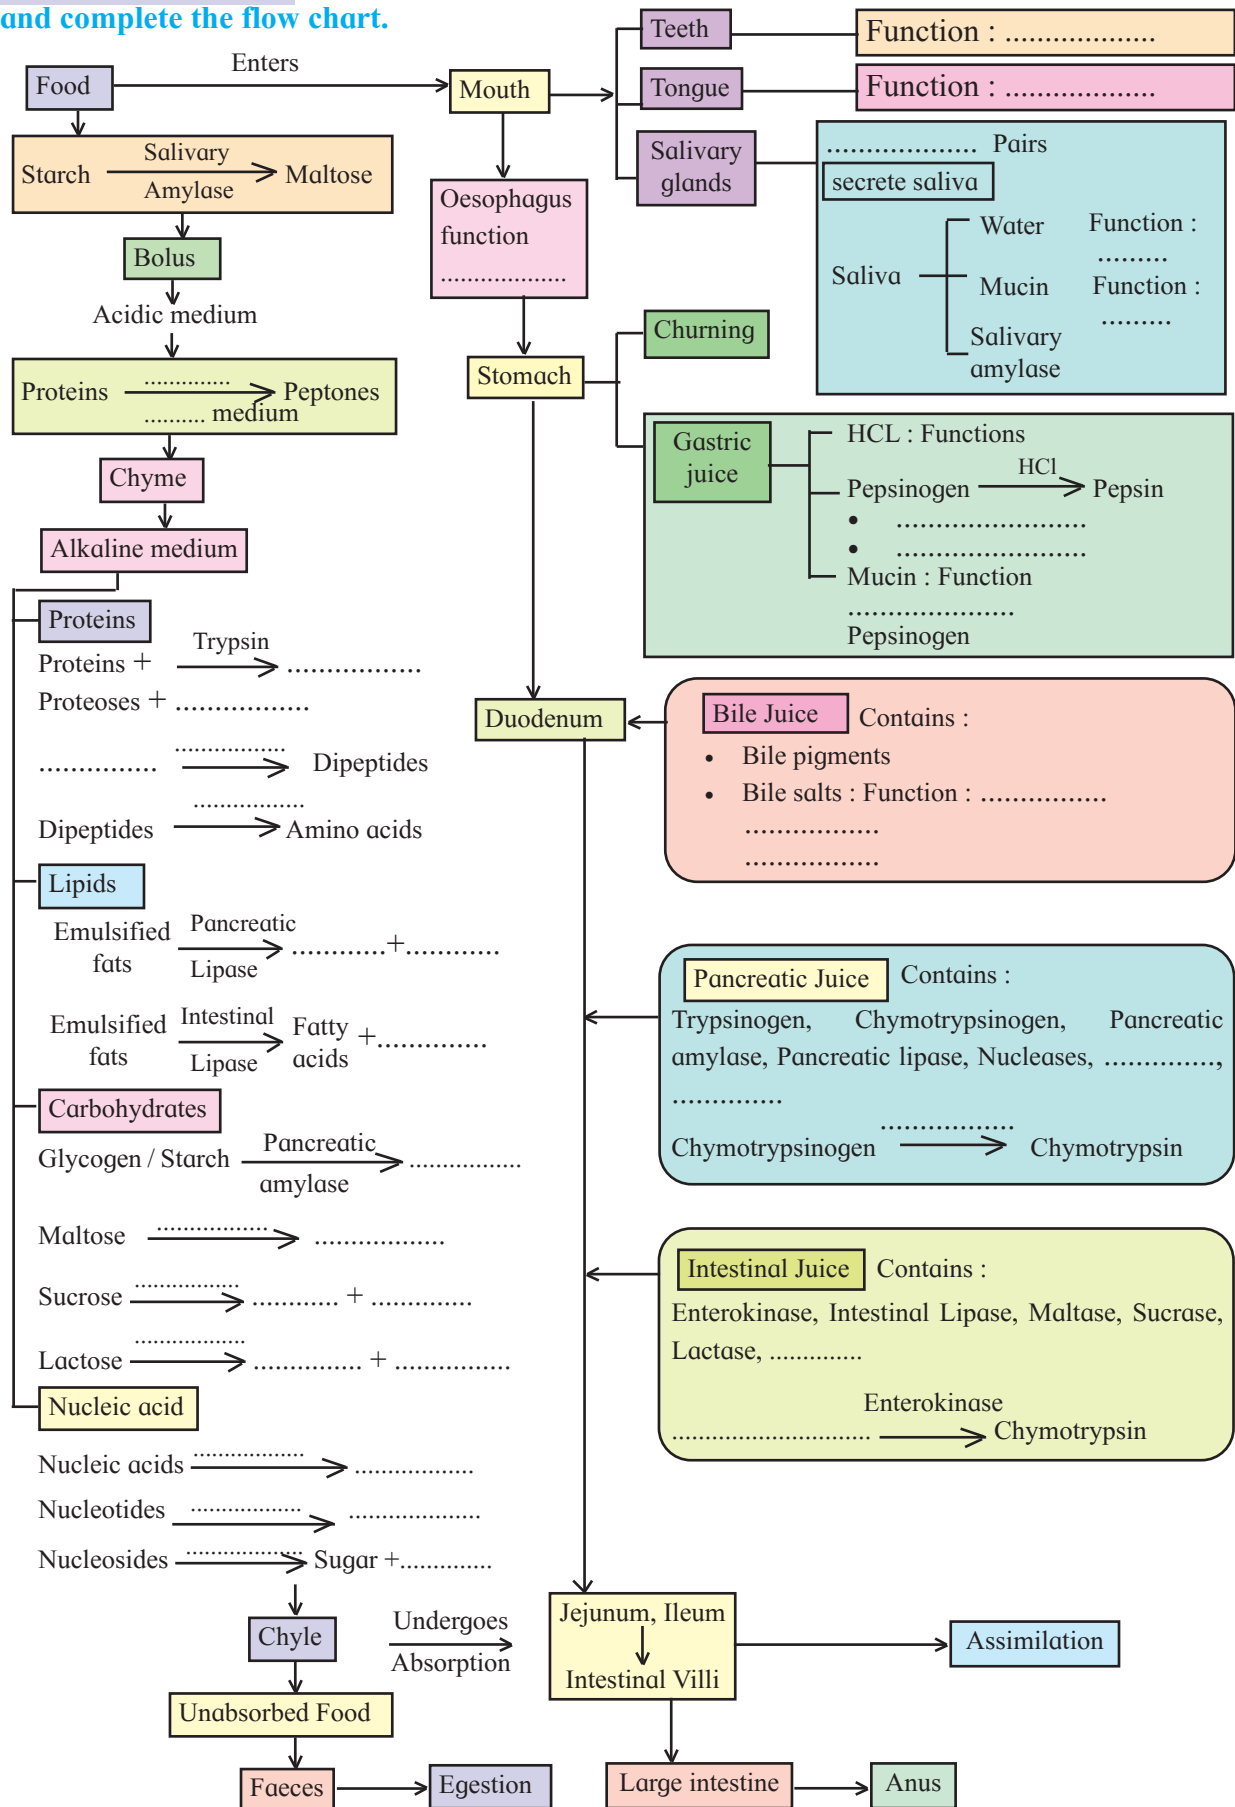 and complete the flow chart.
Food
Enters
Mouth
Teeth
Function : ...................
Tongue
Function : ...................
Salivary
glands
................... Pairs
secrete saliva
Saliva
Water Function :
.........
Mucin Function :
.........
Salivary
amylase
Starch Salivary Maltose
Amylase
Bolus
Acidic medium
Proteins .............. Peptones
.......... medium
Chyme
Alkaline medium
Oesophagus
function
..................
Stomach
Churning
Gastric
juice
HCL : Functions
Pepsinogen HCl Pepsin
• ........................
• ........................
Mucin : Function
.....................
Pepsinogen
Proteins
Proteins + Trypsin .................
Proteoses + .................
...............
............... Dipeptides
.................
Dipeptides Amino acids
Lipids
Emulsified Pancreatic ............+............
fats Lipase
Emulsified Intestinal Fatty +..............
fats Lipase acids
Carbohydrates
Glycogen / Starch Pancreatic .................
amylase
Maltose ................. .................
Sucrose ................. ........... + .............
Lactose ................. .............. + ...............
Nucleic acid
Nucleic acids ................. ...............
Nucleotides ................. .................
Nucleosides ................. Sugar +............
Chyle
Undergoes
Absorption
Unabsorbed Food
Faeces
Egestion
Duodenum
Bile Juice Contains :
• Bile pigments
• Bile salts : Function : ................
.................
.................
Pancreatic Juice Contains :
Trypsinogen, Chymotrypsinogen, Pancreatic
amylase, Pancreatic lipase, Nucleases, ..............,
..............
.................
Chymotrypsinogen Chymotrypsin
Intestinal Juice Contains :
Enterokinase, Intestinal Lipase, Maltase, Sucrase,
Lactase, .............
Enterokinase
......................... Chymotrypsin
Jejunum, Ileum
Intestinal Villi
Assimilation
Large intestine
Anus